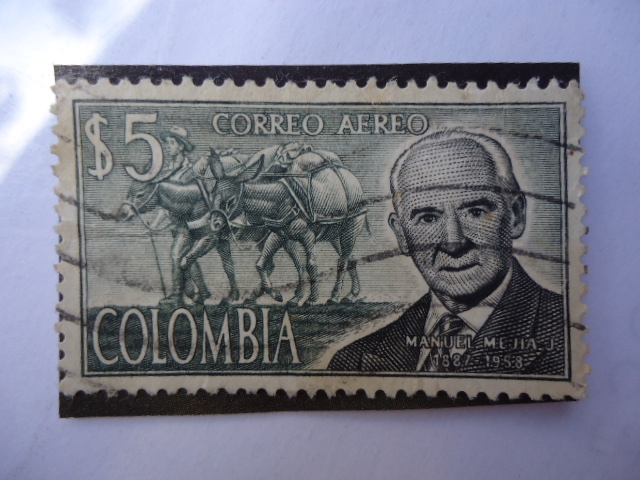 $5
CORREO AEREO
COLOMBIA
MANUEL MEJIA J.
1887-1958